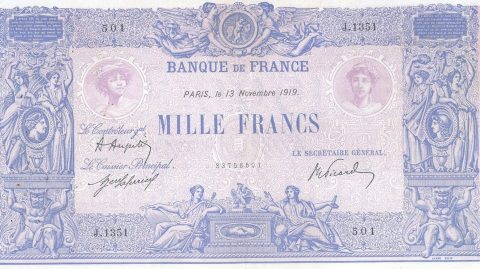 501
J.1351
BANQUE DE FRANCE
PARIS, le 13 Novembre 1919.
MILLE FRANCS
Le Contrôleur gal
Le Caissier Principal,
LE SECRÉTAIRE GÉNÉRAL,
J.1351
501